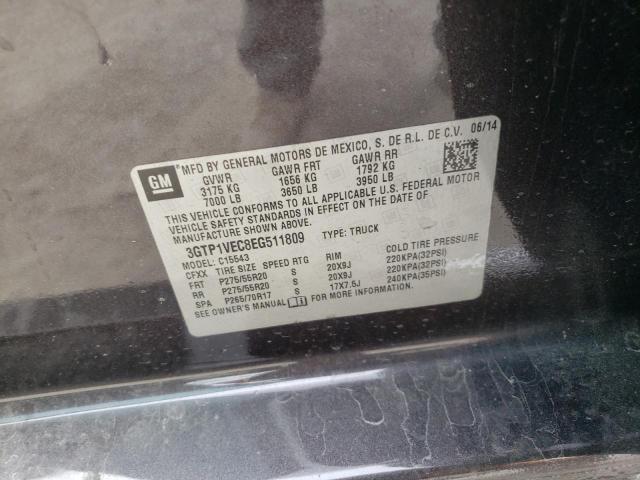 GM
MFD BY GENERAL MOTORS DE MEXICO, S. DE R.L. DE C.V. 06/14
GVWR GAWR FRT GAWR RR
3175 KG 1656 KG 1792 KG
7000 LB 3650 LB 3950 LB
THIS VEHICLE CONFORMS TO ALL APPLICABLE U.S. FEDERAL MOTOR
VEHICLE SAFETY STANDARDS IN EFFECT ON THE DATE OF
MANUFACTURE SHOWN ABOVE.
3GTP1VEC8EG511809 TYPE: TRUCK
MODEL: C15543
CFXX TIRE SIZE SPEED RTG RIM COLD TIRE PRESSURE
FRT P275/55R20 S 20X9J 220KPA(32PSI)
RR P275/55R20 S 20X9J 220KPA(32PSI)
SPA P265/70R17 S 17X7.5J 240KPA(35PSI)
SEE OWNER'S MANUAL FOR MORE INFORMATION.